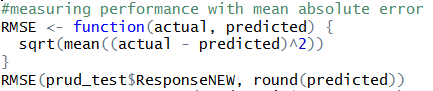 #measuring performance with mean absolute error
RMSE <- function(actual, predicted) {
  sqrt(mean((actual - predicted)^2))
}
RMSE(prud_test$ResponseNEW, round(predicted))